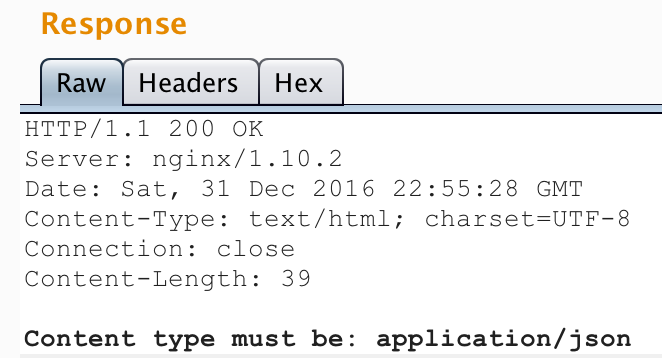 Response
Raw Headers Hex
HTTP/1.1 200 OK
Server: nginx/1.10.2
Date: Sat, 31 Dec 2016 22:55:28 GMT
Content-Type: text/html; charset=UTF-8
Connection: close
Content-Length: 39
Content type must be: application/json